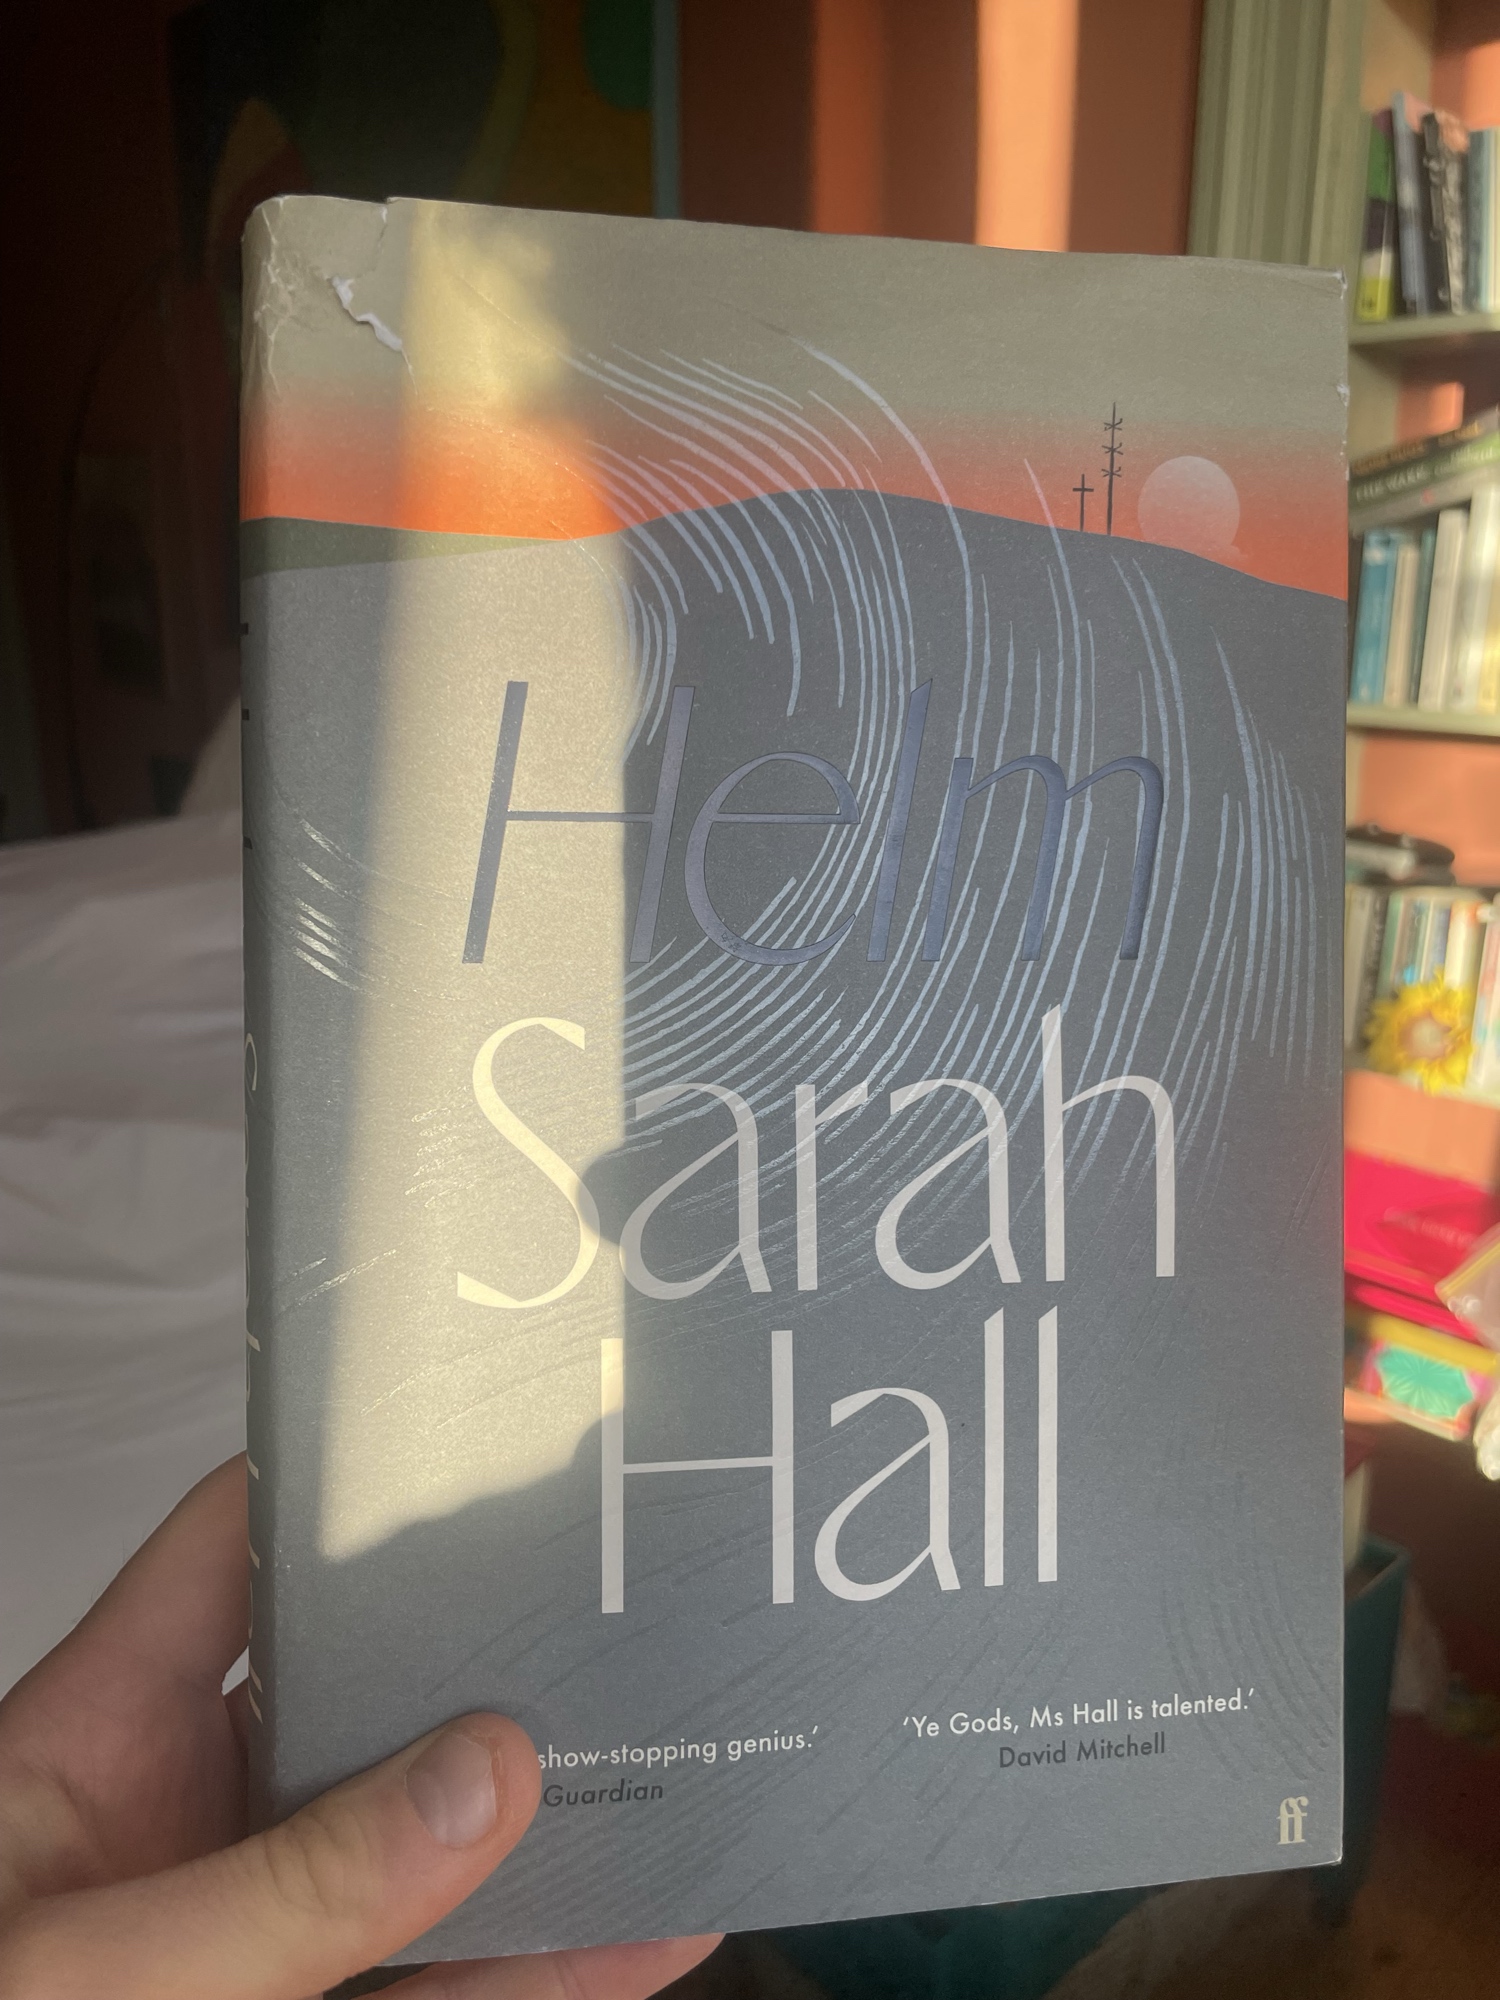 Helm
Sarah
Hall
show-stopping genius.’
Guardian
‘Ye Gods, Ms Hall is talented.’
David Mitchell
ff